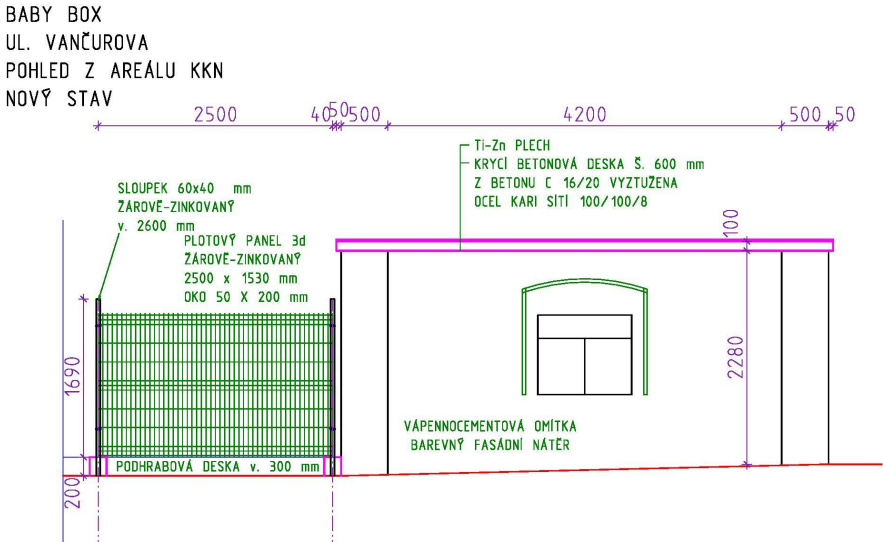 BABY BOX
UL. VANČUROVA
POHLED Z AREÁLU KKN
NOVÝ STAV
2500 40 50 500 4200 500 50
Ti-Zn PLECH
KRYCÍ BETONOVÁ DESKA Š. 600 mm
Z BETONU C 16/20 VYZTUŽENA
OCEL KARI SÍTÍ 100/100/8
SLOUPEK 60x40 mm
ŽÁROVĚ-ZINKOVANÝ
v. 2600 mm
PLOTOVÝ PANEL 3d
ŽÁROVĚ-ZINKOVANÝ
2500 x 1530 mm
OKO 50 X 200 mm
100
1690
2280
VÁPENNOCEMENTOVÁ OMÍTKA
BAREVNÝ FASÁDNÍ NÁTĚR
PODHRABOVÁ DESKA v. 300 mm
200